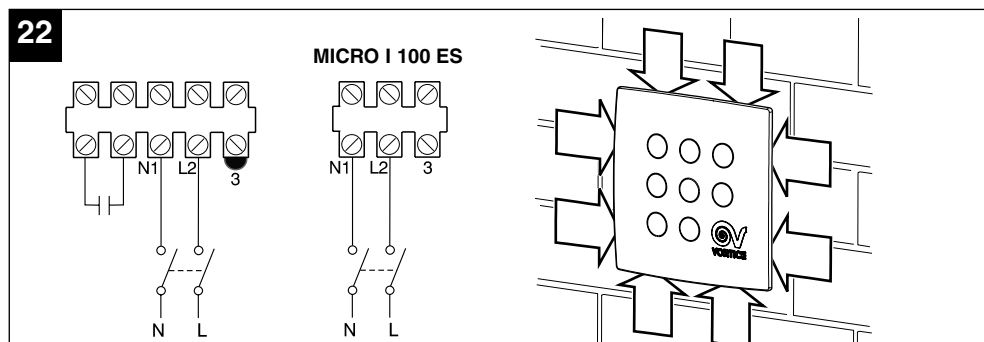 22
MICRO I 100 ES
N1 L2 3
N1 L2 3
N L
N L
VORTICE